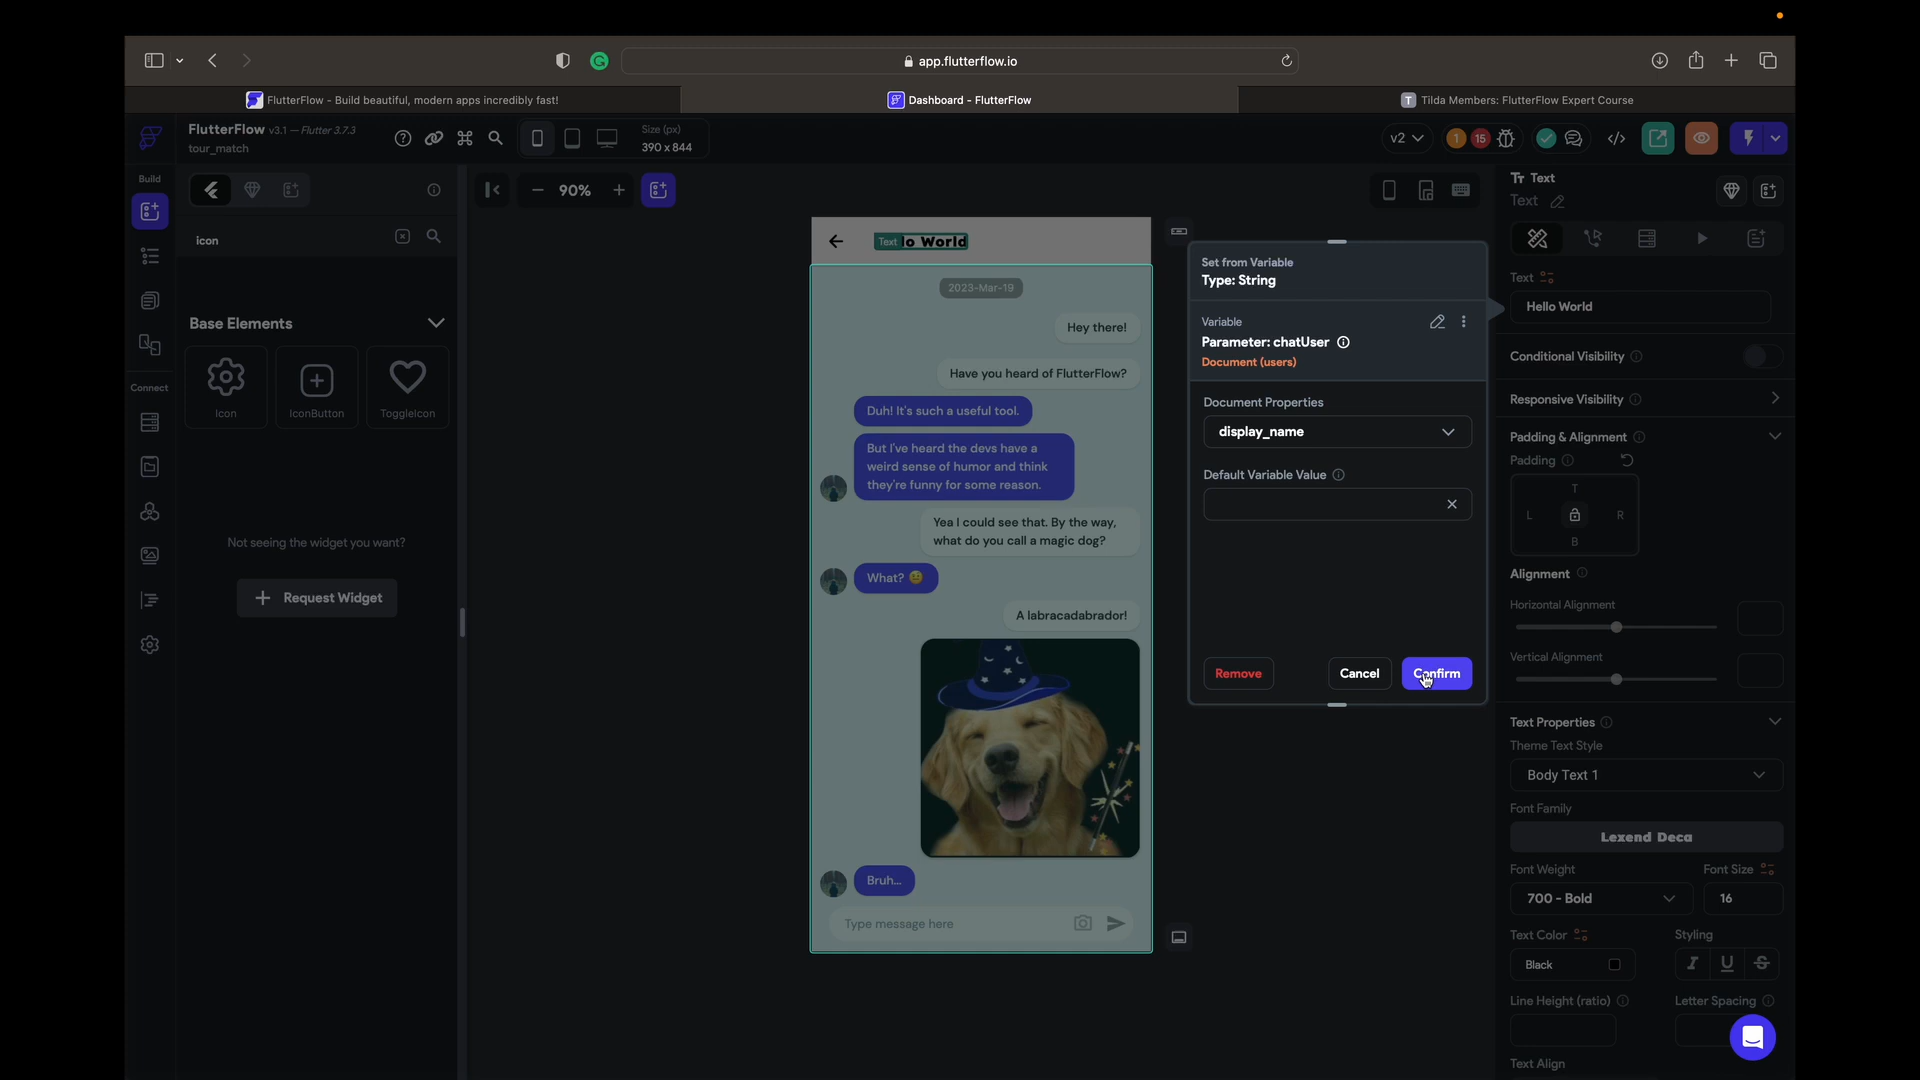 app.flutterflow.io
FlutterFlow - Build beautiful, modern apps incredibly fast!
Dashboard - FlutterFlow
T
Tilda Members: FlutterFlow Expert Course
FlutterFlow v3.1 — Flutter 3.7.3
tour_match
Size (px)
390 x 844
v2
1
15
Build
90%
icon
Base Elements
Icon
IconButton
ToggleIcon
Connect
Not seeing the widget you want?
Request Widget
Text
lo World
2023-Mar-19
Hey there!
Have you heard of FlutterFlow?
Duh! It's such a useful tool.
But I've heard the devs have a
weird sense of humor and think
they're funny for some reason.
Yea I could see that. By the way,
what do you call a magic dog?
What? 🤨
A labracadabrador!
Bruh...
Type message here
Set from Variable
Type: String
Variable
Parameter: chatUser
Document (users)
Document Properties
display_name
Default Variable Value
Remove
Cancel
Confirm
Tт Text
Text
Text
Hello World
Conditional Visibility
Responsive Visibility
Padding & Alignment
Padding
T
L
R
B
Alignment
Horizontal Alignment
Vertical Alignment
Text Properties
Theme Text Style
Body Text 1
Font Family
Lexend Deca
Font Weight
Font Size
700 - Bold
16
Text Color
Styling
Black
I
U
S
Line Height (ratio)
Letter Spacing
Text Align